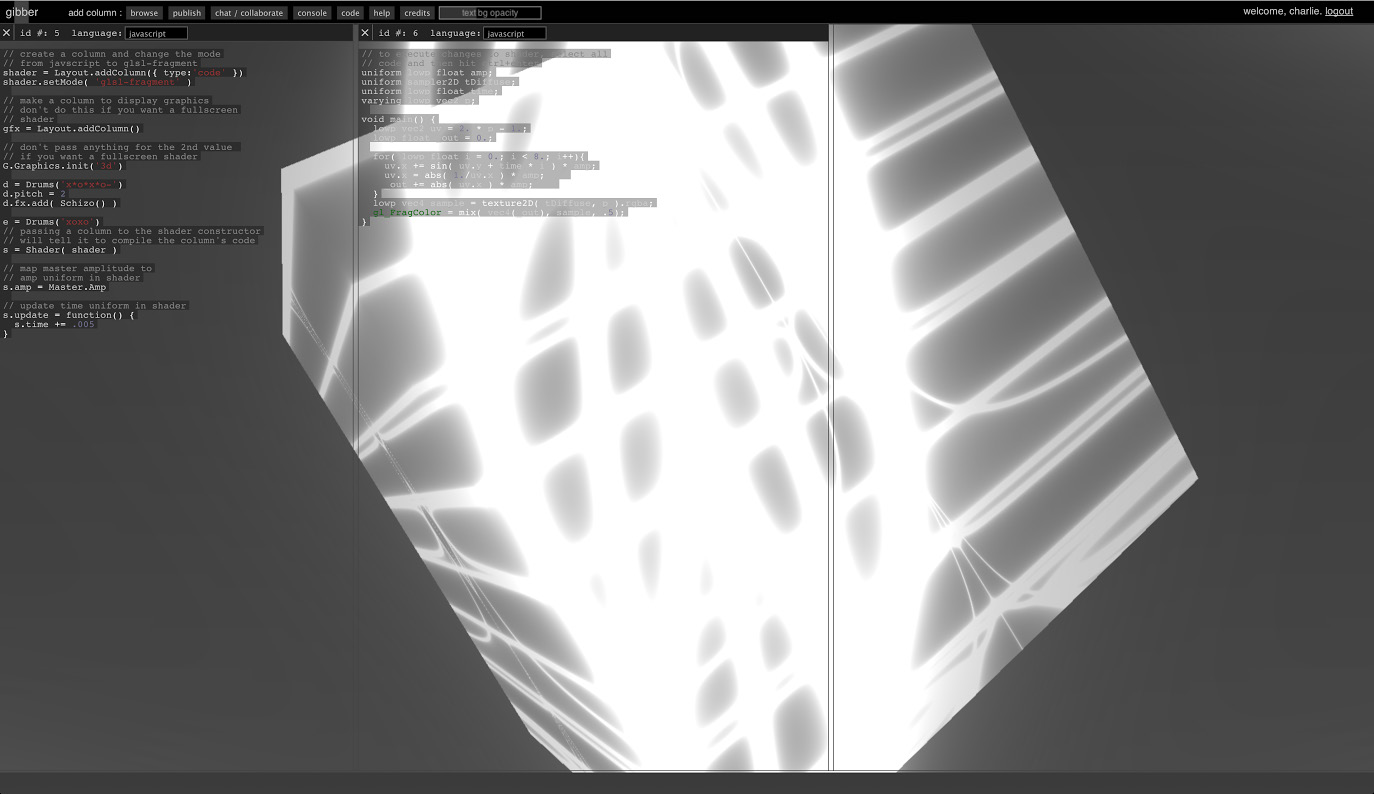 gibber
add column : browse publish chat / collaborate console code help credits text bg opacity
welcome, charlie. logout
id #: 5 language: javascript
// create a column and change the mode
// from javscript to glsl-fragment
shader = Layout.addColumn({ type:'code' })
shader.setMode( 'glsl-fragment' )
// make a column to display graphics
// don't do this if you want a fullscreen
// shader
gfx = Layout.addColumn()
// don't pass anything for the 2nd value
// if you want a fullscreen shader
G.Graphics.init('3d')
d = Drums('x*o*x*o-')
d.pitch = 2
d.fx.add( Schizo() )
e = Drums('xoxo')
// passing a column to the shader constructor
// will tell it to compile the column's code
s = Shader( shader )
// map master amplitude to
// amp uniform in shader
s.amp = Master.Amp
// update time uniform in shader
s.update = function() {
s.time += .005
}
id #: 6 language: javascript
// to execute changes to shader, select all
// code and then hit
uniform lowp float amp;
uniform sampler2D tDiffuse;
uniform lowp float time;
varying lowp vec2 p;
void main() {
lowp vec2 uv = 2. * p -
lowp float _out = 0.;
for( lowp float i = 0.; i < 8.; i++){
uv.x += sin( uv.y + time * i ) * amp;
uv.x = abs( 1./uv.x ) * amp;
_out += abs( uv.x ) * amp;
}
lowp vec4 sample = texture2D( tDiffuse, p ).rgba;
gl_FragColor = mix( vec4(_out), sample, .5);
}